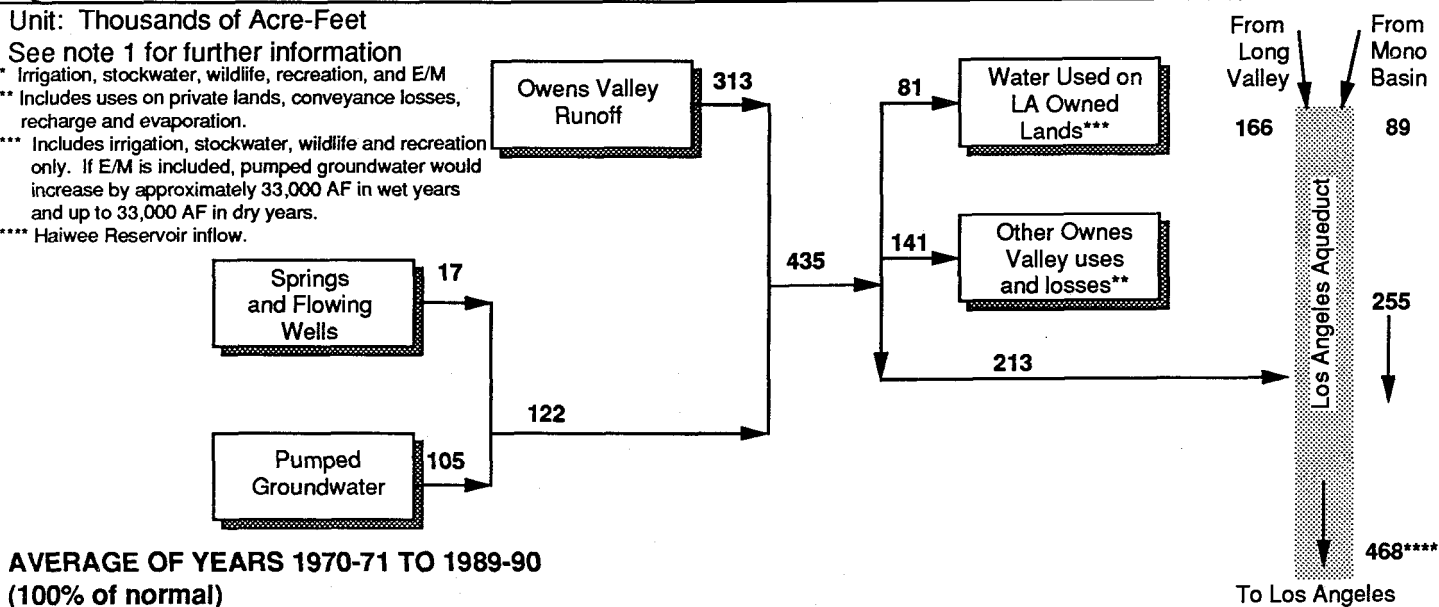 Unit: Thousands of Acre-Feet
See note 1 for further information
* Irrigation, stockwater, wildlife, recreation, and E/M
** Includes uses on private lands, conveyance losses,
recharge and evaporation.
*** Includes irrigation, stockwater, wildlife and recreation
only. If E/M is included, pumped groundwater would
increase by approximately 33,000 AF in wet years
and up to 33,000 AF in dry years.
**** Haiwee Reservoir inflow.
Owens Valley
Runoff
313
Springs
and Flowing
Wells
17
Pumped
Groundwater
105
122
435
81
Water Used on
LA Owned
Lands***
141
Other Ownes
Valley uses
and losses**
213
From
Long
Valley
166
From
Mono
Basin
89
Los Angeles Aqueduct
255
468****
To Los Angeles
AVERAGE OF YEARS 1970-71 TO 1989-90
(100% of normal)